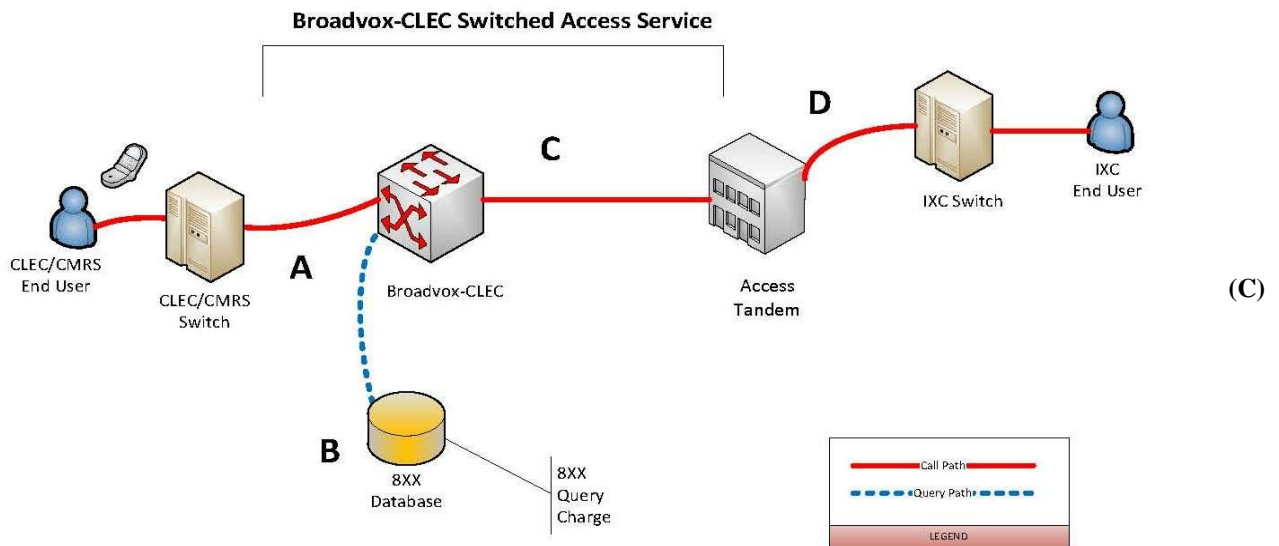 Broadvox-CLEC Switched Access Service
D
C
IXC
End User
IXC Switch
CLEC/CMRS
End User
A
CLEC/CMRS
Switch
Broadvox-CLEC
Access
Tandem
(C)
B
8XX
Database
8XX
Query
Charge
Call Path
Query Path
LEGEND